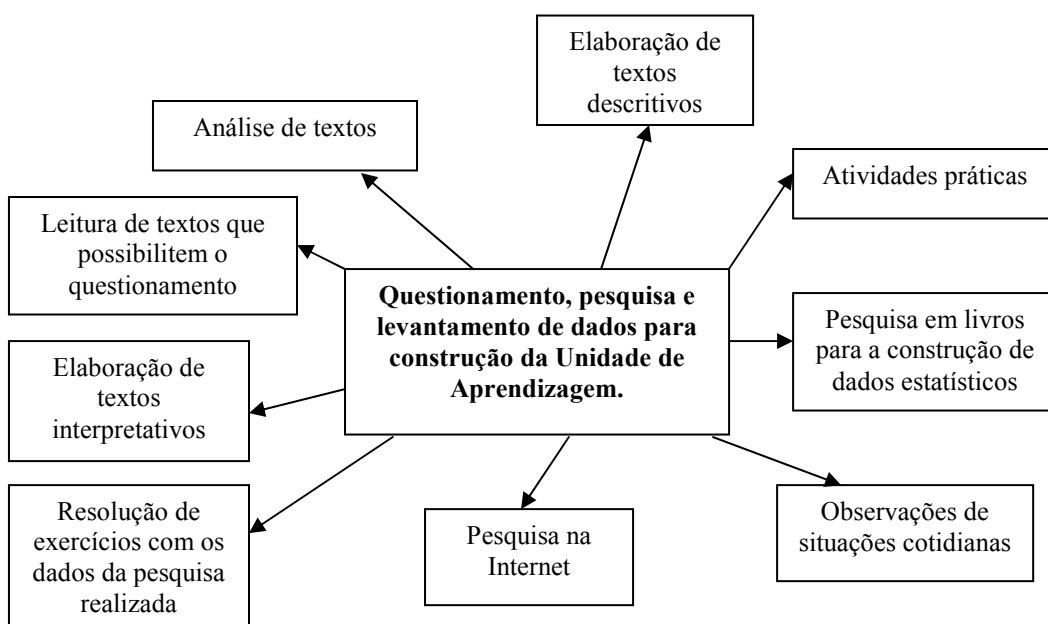 Elaboração de
textos
descritivos
Análise de textos
Atividades práticas
Leitura de textos que
possibilitem o
questionamento
Questionamento, pesquisa e
levantamento de dados para
construção da Unidade de
Aprendizagem.
Pesquisa em livros
para a construção de
dados estatísticos
Elaboração de
textos
interpretativos
Resolução de
exercícios com os
dados da pesquisa
realizada
Pesquisa na
Internet
Observações de
situações cotidianas